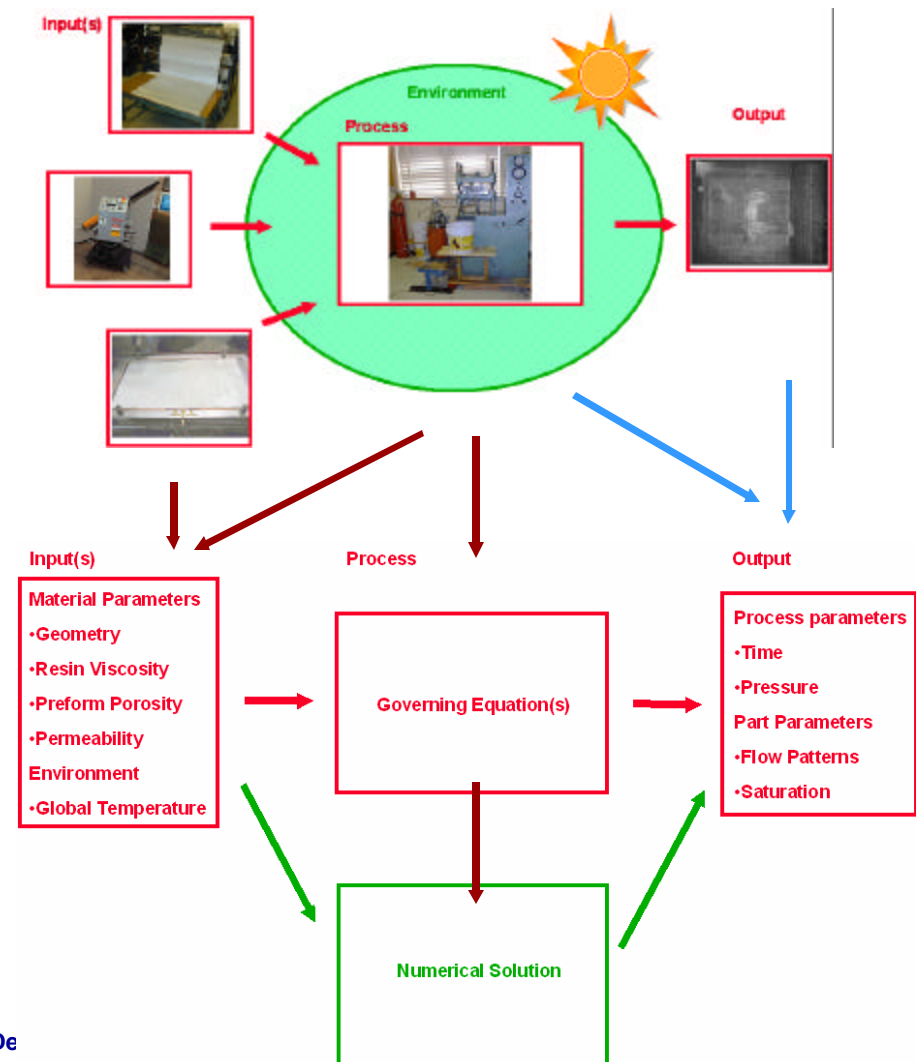 Input(s)
Environment
Process
Output
Input(s)
Process
Output
Material Parameters
•Geometry
•Resin Viscosity
•Preform Porosity
•Permeability
Environment
•Global Temperature
Governing Equation(s)
Process parameters
•Time
•Pressure
Part Parameters
•Flow Patterns
•Saturation
Numerical Solution